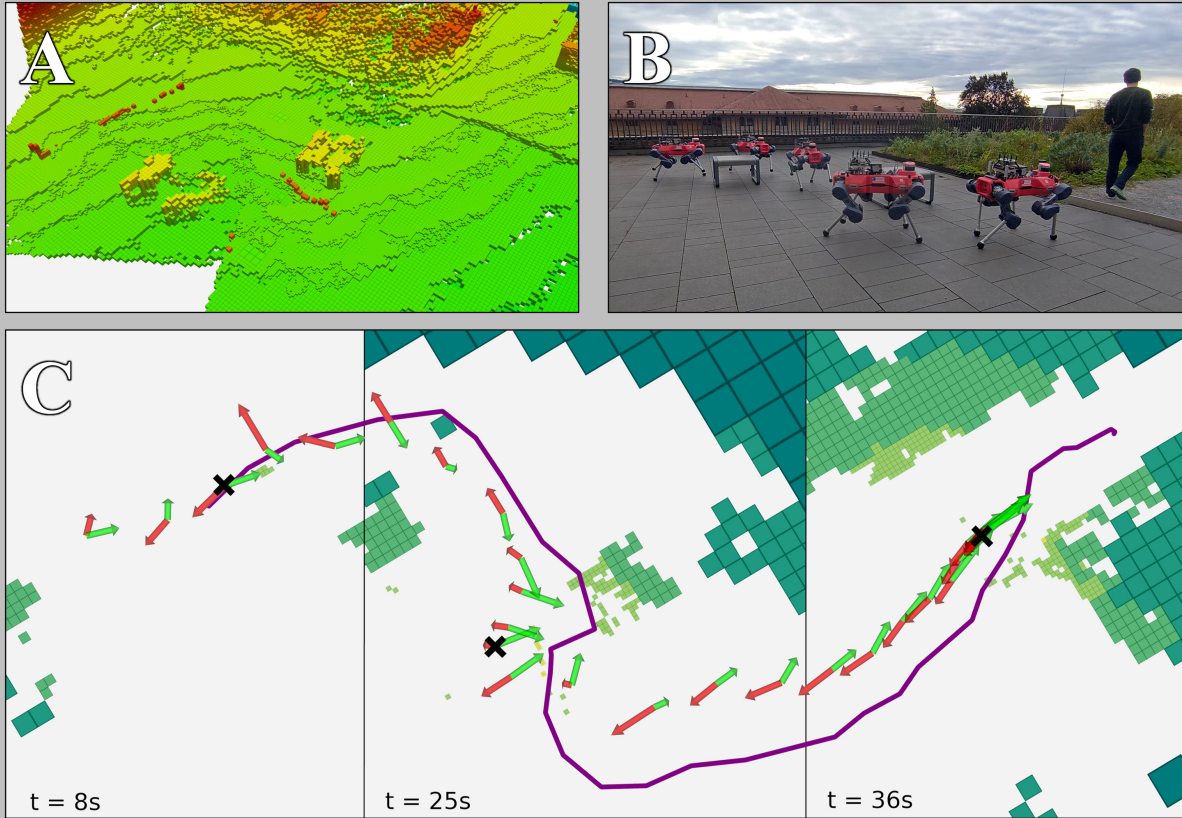 A
B
C
t = 8s
t = 25s
t = 36s